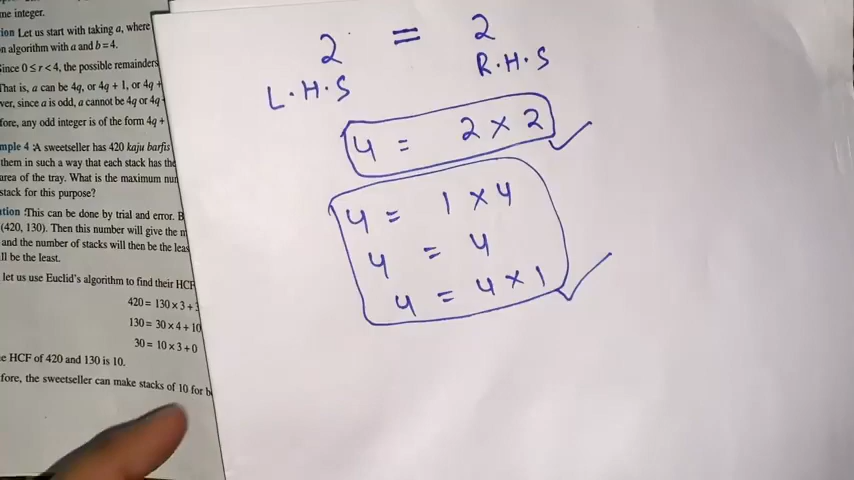 me integer.
ion Let us start with taking a, where
n algorithm with a and b = 4.
Since 0 ≤ r < 4, the possible remainders
That is, a can be 4q, or 4q + 1, or 4q +
ver, since a is odd, a cannot be 4q or 4q
fore, any odd integer is of the form 4q +
mple 4 : A sweetseller has 420 kaju barfis
them in such a way that each stack has the
area of the tray. What is the maximum nu
stack for this purpose?
ation : This can be done by trial and error. B
(420, 130). Then this number will give the m
and the number of stacks will then be the leas
ll be the least.
let us use Euclid's algorithm to find their HCF
420 = 130 × 3 + 3
130 = 30 × 4 + 10
30 = 10 × 3 + 0
e HCF of 420 and 130 is 10.
fore, the sweetseller can make stacks of 10 for b
2 = 2
L.H.S R.H.S
4 = 2 × 2
4 = 1 × 4
4 = 4
4 = 4 × 1